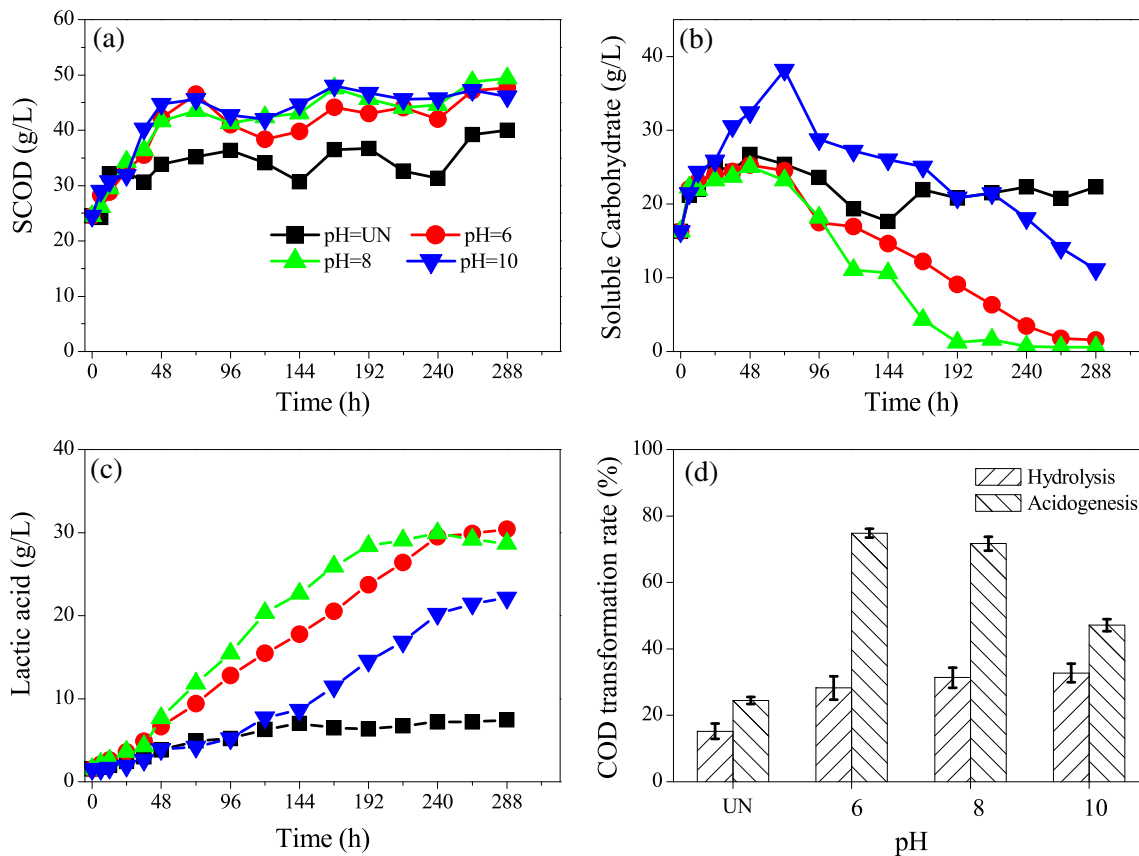 (a)
SCOD (g/L)
60
50
40
30
20
10
0
pH=UN pH=6
pH=8 pH=10
0 48 96 144 192 240 288
Time (h)
(b)
Soluble Carbohydrate (g/L)
40
30
20
10
0
0 48 96 144 192 240 288
Time (h)
(c)
Lactic acid (g/L)
40
30
20
10
0
0 48 96 144 192 240 288
Time (h)
(d)
COD transformation rate (%)
100
80
60
40
20
0
Hydrolysis
Acidogenesis
UN 6 8 10
pH